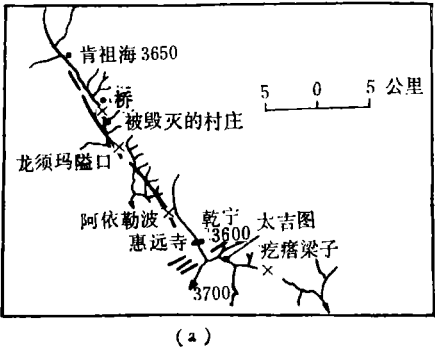 肯祖海 3650
桥
5 0 5 公里
被毁灭的村庄
龙须玛隘口
阿依勒波
乾宁
太吉图
3600
惠远寺
疙瘩梁子
3700
(a)